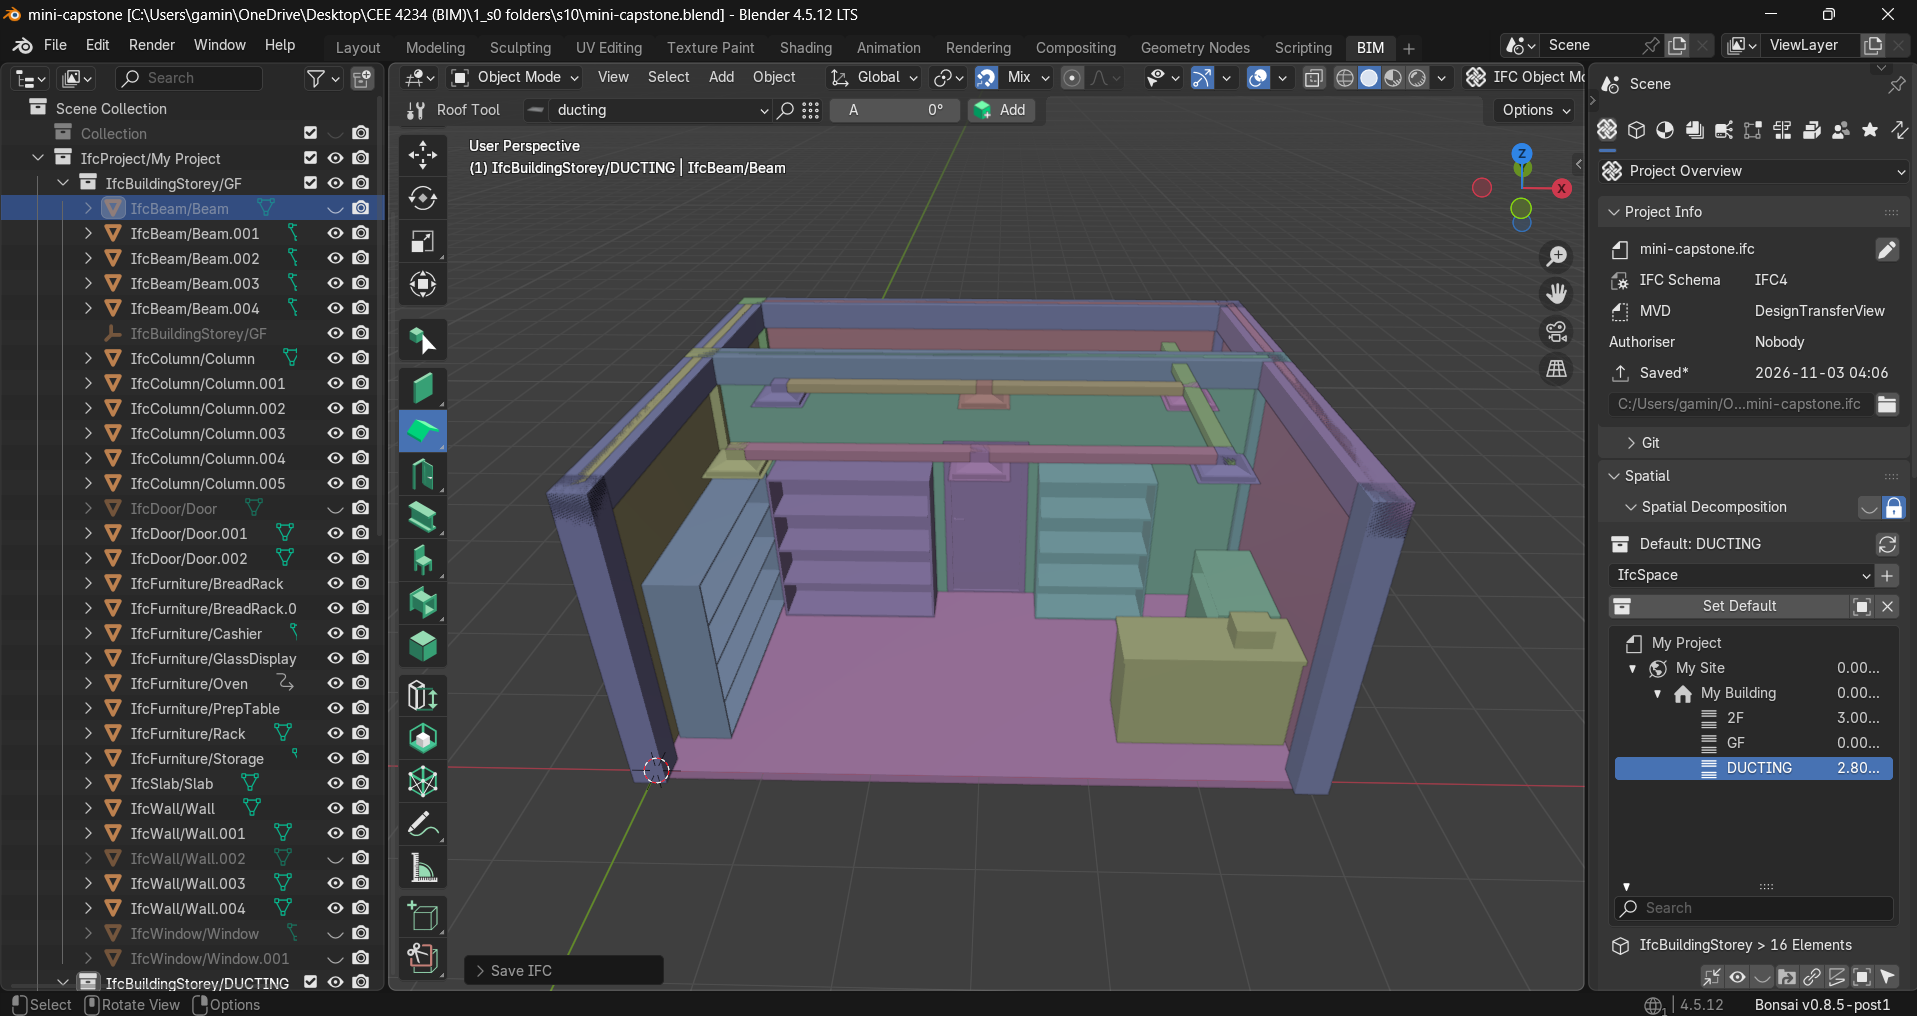 mini-capstone [C:\Users\gamin\OneDrive\Desktop\CEE 4234 (BIM)\1_s0 folders\s10\mini-capstone.blend] - Blender 4.5.12 LTS
File Edit Render Window Help
Layout Modeling Sculpting UV Editing Texture Paint Shading Animation Rendering Compositing Geometry Nodes Scripting BIM +
Scene
ViewLayer
Search
Object Mode View Select Add Object Global Mix IFC Object Mo
Roof Tool ducting A 0° Add Options
User Perspective
(1) IfcBuildingStorey/DUCTING | IfcBeam/Beam
Z
X
Scene Collection
Collection
IfcProject/My Project
IfcBuildingStorey/GF
IfcBeam/Beam
IfcBeam/Beam.001
IfcBeam/Beam.002
IfcBeam/Beam.003
IfcBeam/Beam.004
IfcBuildingStorey/GF
IfcColumn/Column
IfcColumn/Column.001
IfcColumn/Column.002
IfcColumn/Column.003
IfcColumn/Column.004
IfcColumn/Column.005
IfcDoor/Door
IfcDoor/Door.001
IfcDoor/Door.002
IfcFurniture/BreadRack
IfcFurniture/BreadRack.0
IfcFurniture/Cashier
IfcFurniture/GlassDisplay
IfcFurniture/Oven
IfcFurniture/PrepTable
IfcFurniture/Rack
IfcFurniture/Storage
IfcSlab/Slab
IfcWall/Wall
IfcWall/Wall.001
IfcWall/Wall.002
IfcWall/Wall.003
IfcWall/Wall.004
IfcWindow/Window
IfcWindow/Window.001
IfcBuildingStorey/DUCTING
Save IFC
Scene
Project Overview
Project Info
mini-capstone.ifc
IFC Schema IFC4
MVD DesignTransferView
Authoriser Nobody
Saved* 2026-11-03 04:06
C:/Users/gamin/O...mini-capstone.ifc
Git
Spatial
Spatial Decomposition
Default: DUCTING
IfcSpace
Set Default
My Project
My Site 0.00...
My Building 0.00...
2F 3.00...
GF 0.00...
DUCTING 2.80...
Search
IfcBuildingStorey > 16 Elements
Select Rotate View Options
1 4.5.12 Bonsai v0.8.5-post1